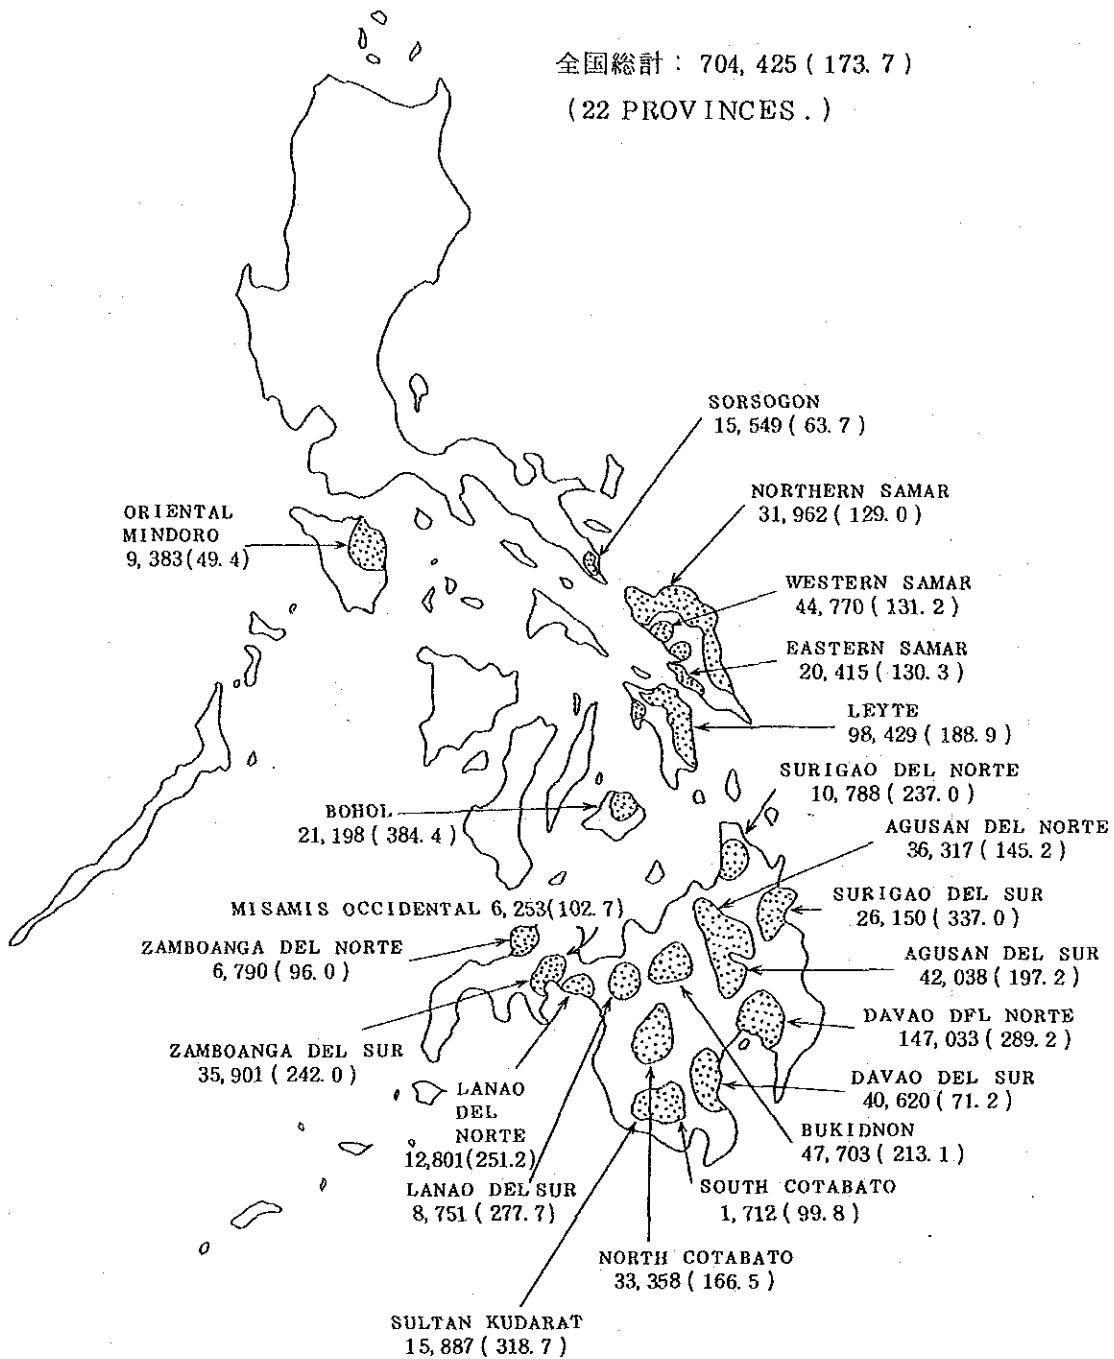 全国総計: 704, 425 ( 173. 7 )
( 22 PROVINCES . )
SORSOGON
15, 549 ( 63. 7 )
NORTHERN SAMAR
31, 962 ( 129. 0 )
ORIENTAL
MINDORO
9, 383(49. 4)
WESTERN SAMAR
44, 770 ( 131. 2 )
EASTERN SAMAR
20, 415 ( 130. 3 )
LEYTE
98, 429 ( 188. 9 )
SURIGAO DEL NORTE
10, 788 ( 237. 0 )
BOHOL
21, 198 ( 384. 4 )
AGUSAN DEL NORTE
36, 317 ( 145. 2 )
SURIGAO DEL SUR
26, 150 ( 337. 0 )
MISAMIS OCCIDENTAL 6, 253(102. 7)
ZAMBOANGA DEL NORTE
6, 790 ( 96. 0 )
AGUSAN DEL SUR
42, 038 ( 197. 2 )
DAVAO DFL NORTE
147, 033 ( 289. 2 )
ZAMBOANGA DEL SUR
35, 901 ( 242. 0 )
DAVAO DEL SUR
40, 620 ( 71. 2 )
LANAO
DEL
NORTE
12,801(251.2)
BUKIDNON
47, 703 ( 213. 1 )
LANAO DEL SUR
8, 751 ( 277. 7 )
SOUTH COTABATO
1, 712 ( 99. 8 )
NORTH COTABATO
33, 358 ( 166. 5 )
SULTAN KUDARAT
15, 887 ( 318. 7 )